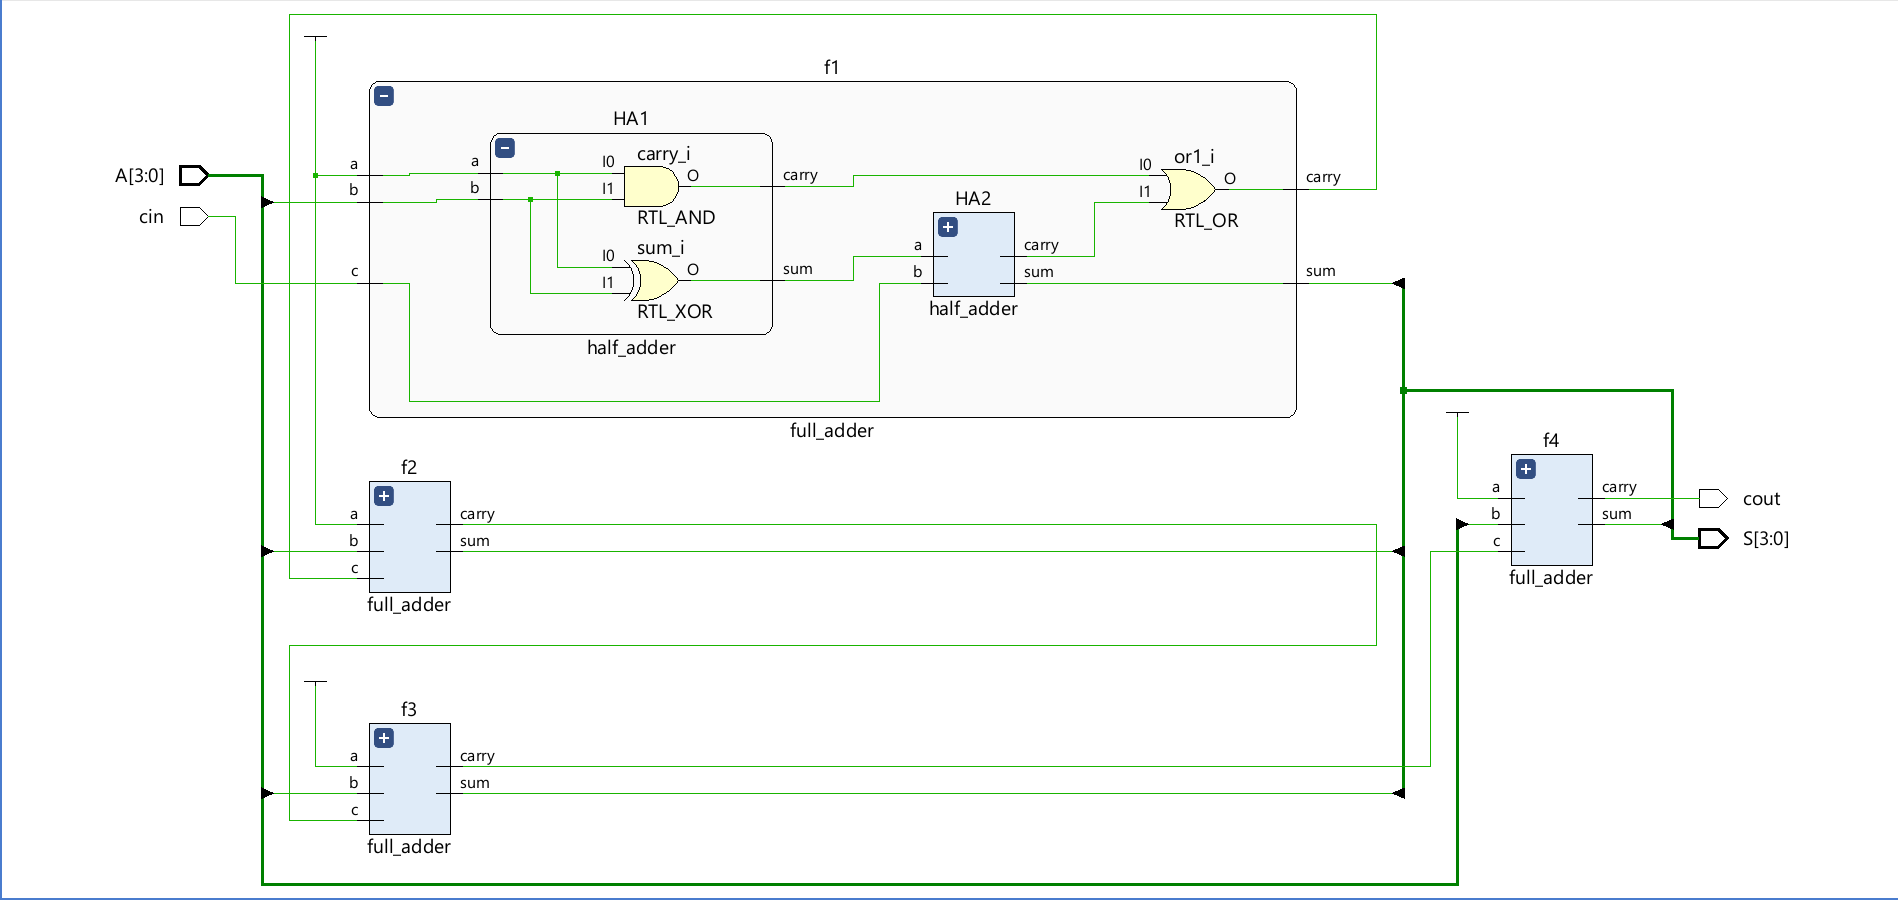 f1
HA1
a
carry_i
I0
O
I1
b
RTL_AND
sum_i
I0
O
I1
RTL_XOR
half_adder
carry
sum
A[3:0]
cin
a
b
c
HA2
a
carry
b
sum
half_adder
or1_i
I0
O
I1
RTL_OR
carry
sum
full_adder
f2
a
carry
b
sum
c
full_adder
f4
a
carry
b
sum
c
full_adder
cout
S[3:0]
f3
a
carry
b
sum
c
full_adder